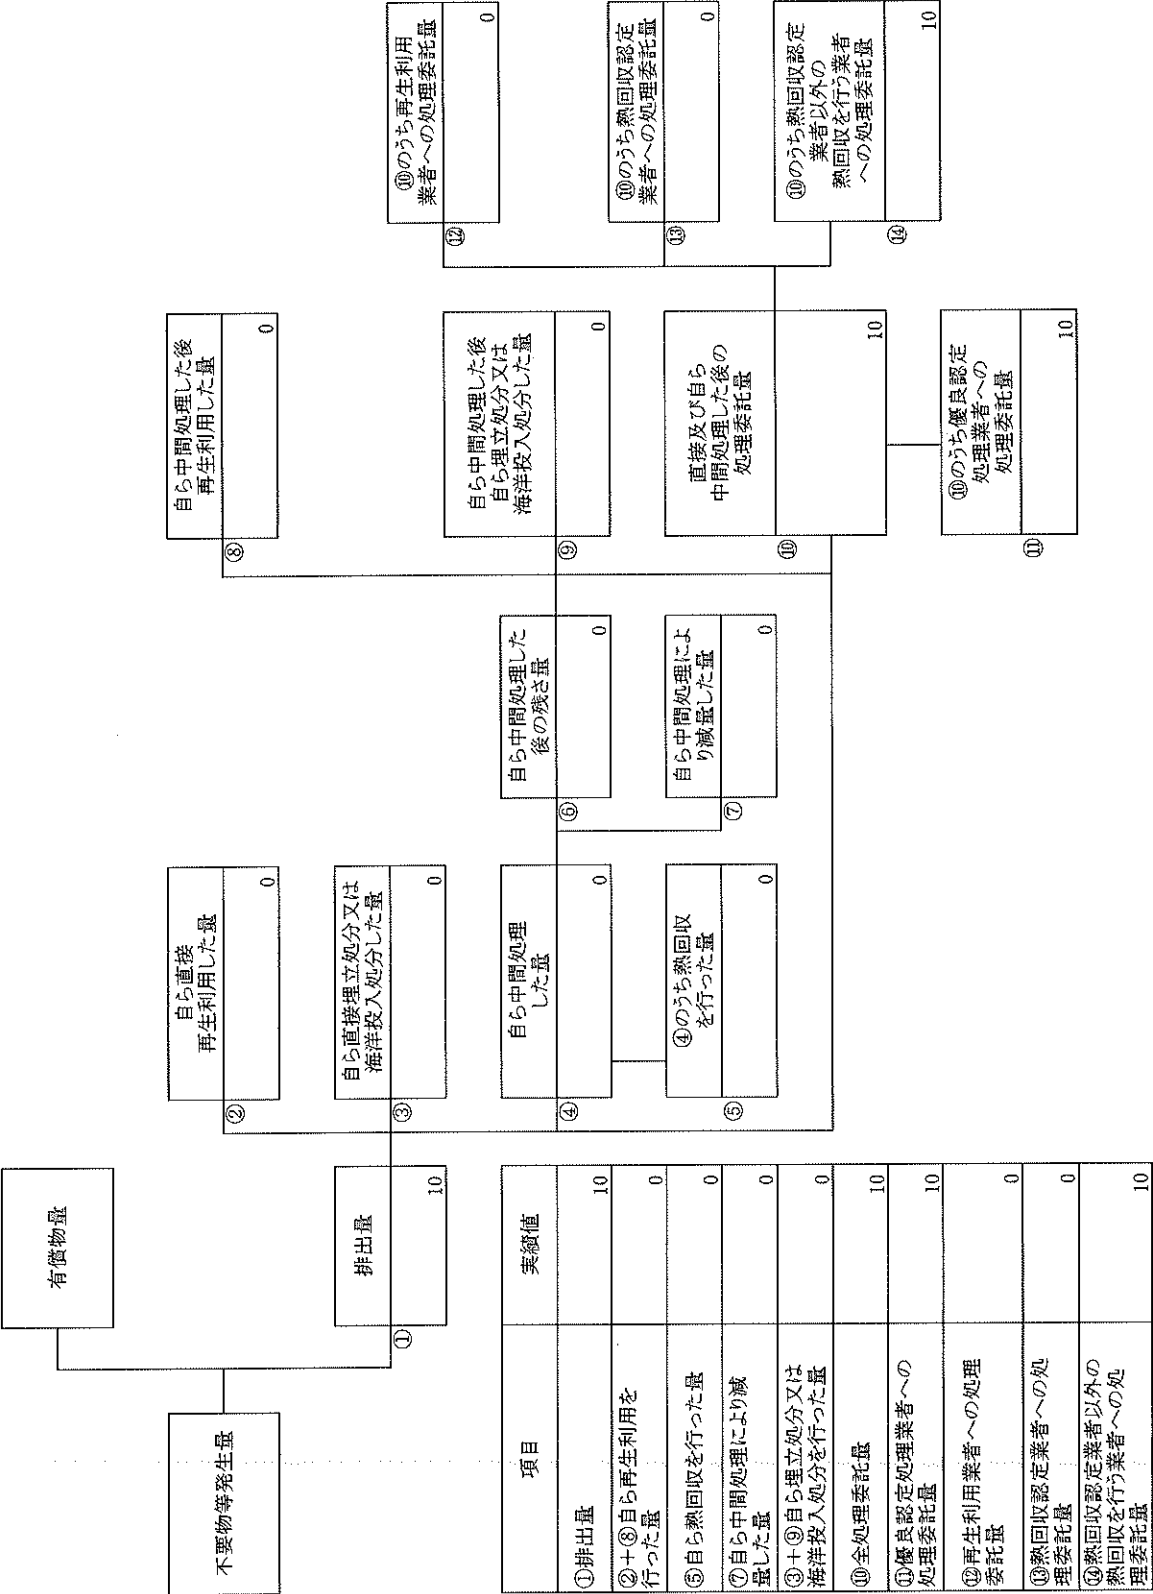 不要物等発生量
有償物量
排出量
①
10
自ら直接
再生利用した量
②
0
自ら直接埋立処分又は
海洋投入処分した量
③
0
自ら中間処理
した量
④
0
④のうち熱回収
を行った量
⑤
0
自ら中間処理した
後の残さ量
⑥
0
自ら中間処理によ
り減量した量
⑦
0
自ら中間処理した後
再生利用した量
⑧
0
自ら中間処理した後
自ら埋立処分又は
海洋投入処分した量
⑨
0
直接及び自ら
中間処理した後の
処理委託量
⑩
10
⑩のうち優良認定
処理業者への
処理委託量
⑪
10
⑩のうち再生利用
業者への処理委託量
⑫
0
⑩のうち熱回収認定
業者への処理委託量
⑬
0
⑩のうち熱回収認定
業者以外の
熱回収を行う業者
への処理委託量
⑭
10
項目 実績値
①排出量 10
②+⑧自ら再生利用を
行った量 0
⑤自ら熱回収を行った量 0
⑦自ら中間処理により減
量した量 0
③+⑨自ら埋立処分又は
海洋投入処分を行った量 0
⑩全処理委託量 10
⑪優良認定処理業者への
処理委託量 10
⑫再生利用業者への処理
委託量 0
⑬熱回収認定業者への処
理委託量 0
⑭熱回収認定業者以外の
熱回収を行う業者への処
理委託量 10